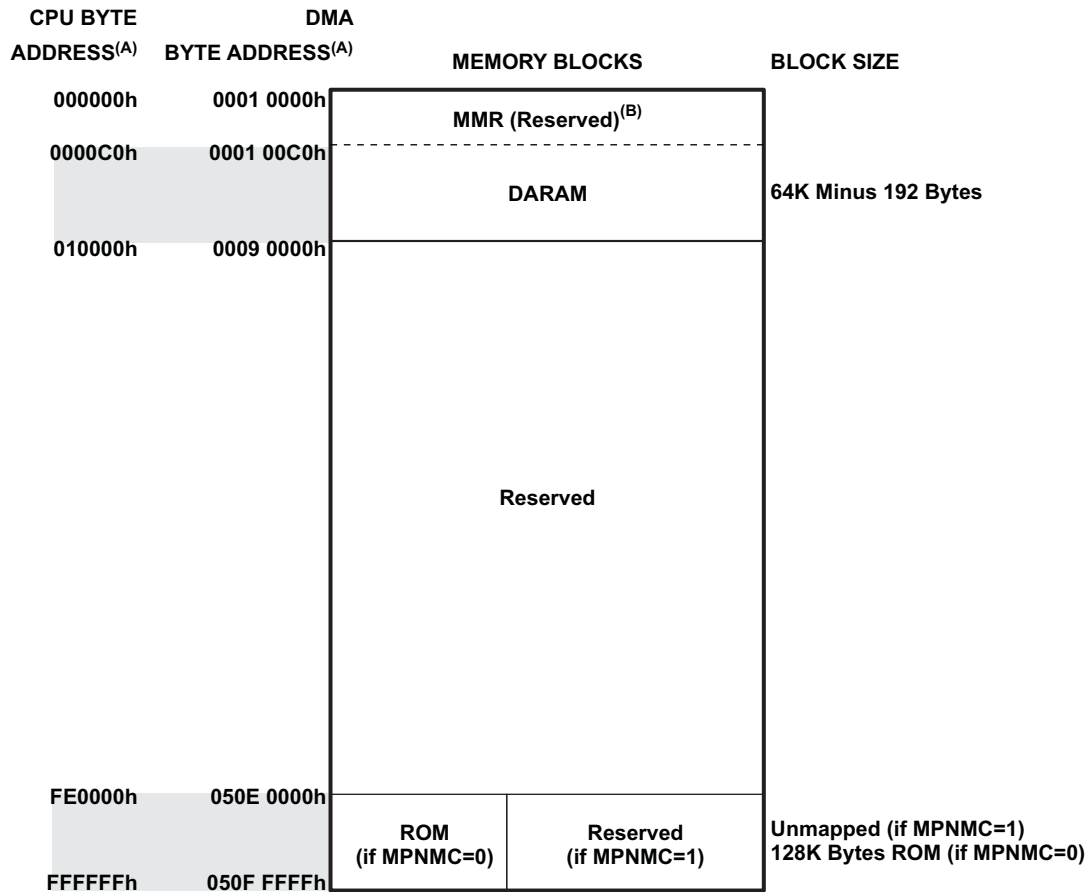 CPU BYTE DMA
ADDRESS(A) BYTE ADDRESS(A) MEMORY BLOCKS BLOCK SIZE
000000h 0001 0000h
MMR (Reserved)(B)
0000C0h 0001 00C0h
DARAM 64K Minus 192 Bytes
010000h 0009 0000h
Reserved
FE0000h 050E 0000h
ROM Reserved Unmapped (if MPNMC=1)
(if MPNMC=0) (if MPNMC=1) 128K Bytes ROM (if MPNMC=0)
FFFFFFh 050F FFFFh